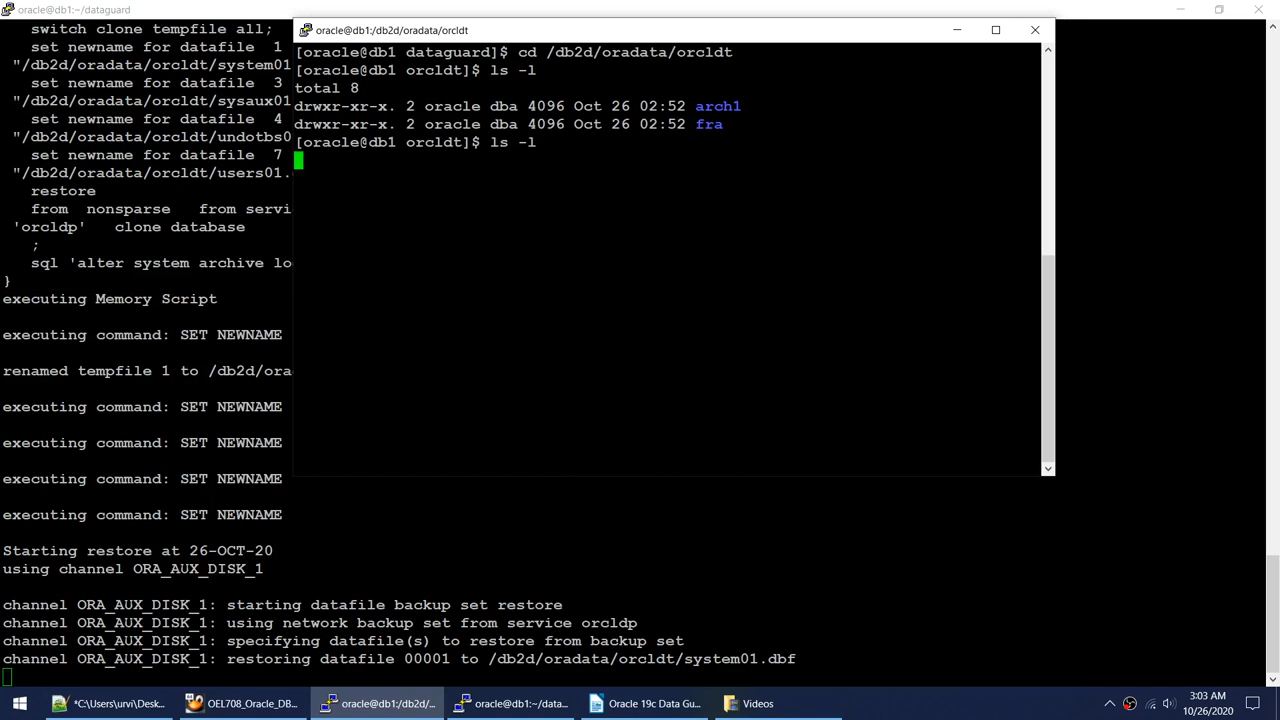 oracle@db1:~/dataguard
switch clone tempfile all;
set newname for datafile  1
"/db2d/oradata/orcldt/system01
set newname for datafile  3
"/db2d/oradata/orcldt/sysaux01
set newname for datafile  4
"/db2d/oradata/orcldt/undotbs0
set newname for datafile  7
"/db2d/oradata/orcldt/users01.
restore
from  nonsparse   from servi
'orcldp'   clone database
;
sql 'alter system archive lo
}
executing Memory Script
executing command: SET NEWNAME
renamed tempfile 1 to /db2d/ora
executing command: SET NEWNAME
executing command: SET NEWNAME
executing command: SET NEWNAME
executing command: SET NEWNAME
Starting restore at 26-OCT-20
using channel ORA_AUX_DISK_1
channel ORA_AUX_DISK_1: starting datafile backup set restore
channel ORA_AUX_DISK_1: using network backup set from service orcldp
channel ORA_AUX_DISK_1: specifying datafile(s) to restore from backup set
channel ORA_AUX_DISK_1: restoring datafile 00001 to /db2d/oradata/orcldt/system01.dbf
oracle@db1:/db2d/oradata/orcldt
[oracle@db1 dataguard]$ cd /db2d/oradata/orcldt
[oracle@db1 orcldt]$ ls -l
total 8
drwxr-xr-x. 2 oracle dba 4096 Oct 26 02:52 arch1
drwxr-xr-x. 2 oracle dba 4096 Oct 26 02:52 fra
[oracle@db1 orcldt]$ ls -l
*C:\Users\urvi\Desk...
OEL708_Oracle_DB...
oracle@db1:/db2d/...
oracle@db1:~/data...
Oracle 19c Data Gu...
Videos
3:03 AM
10/26/2020